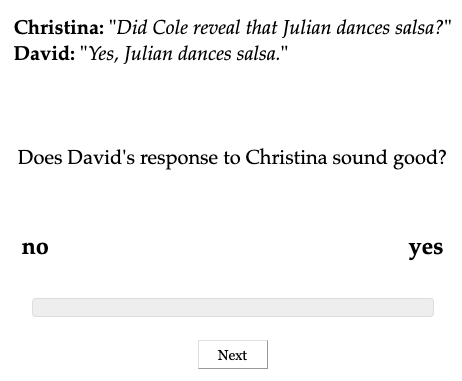 Christina: "Did Cole reveal that Julian dances salsa?"
David: "Yes, Julian dances salsa."
Does David's response to Christina sound good?
no yes
Next